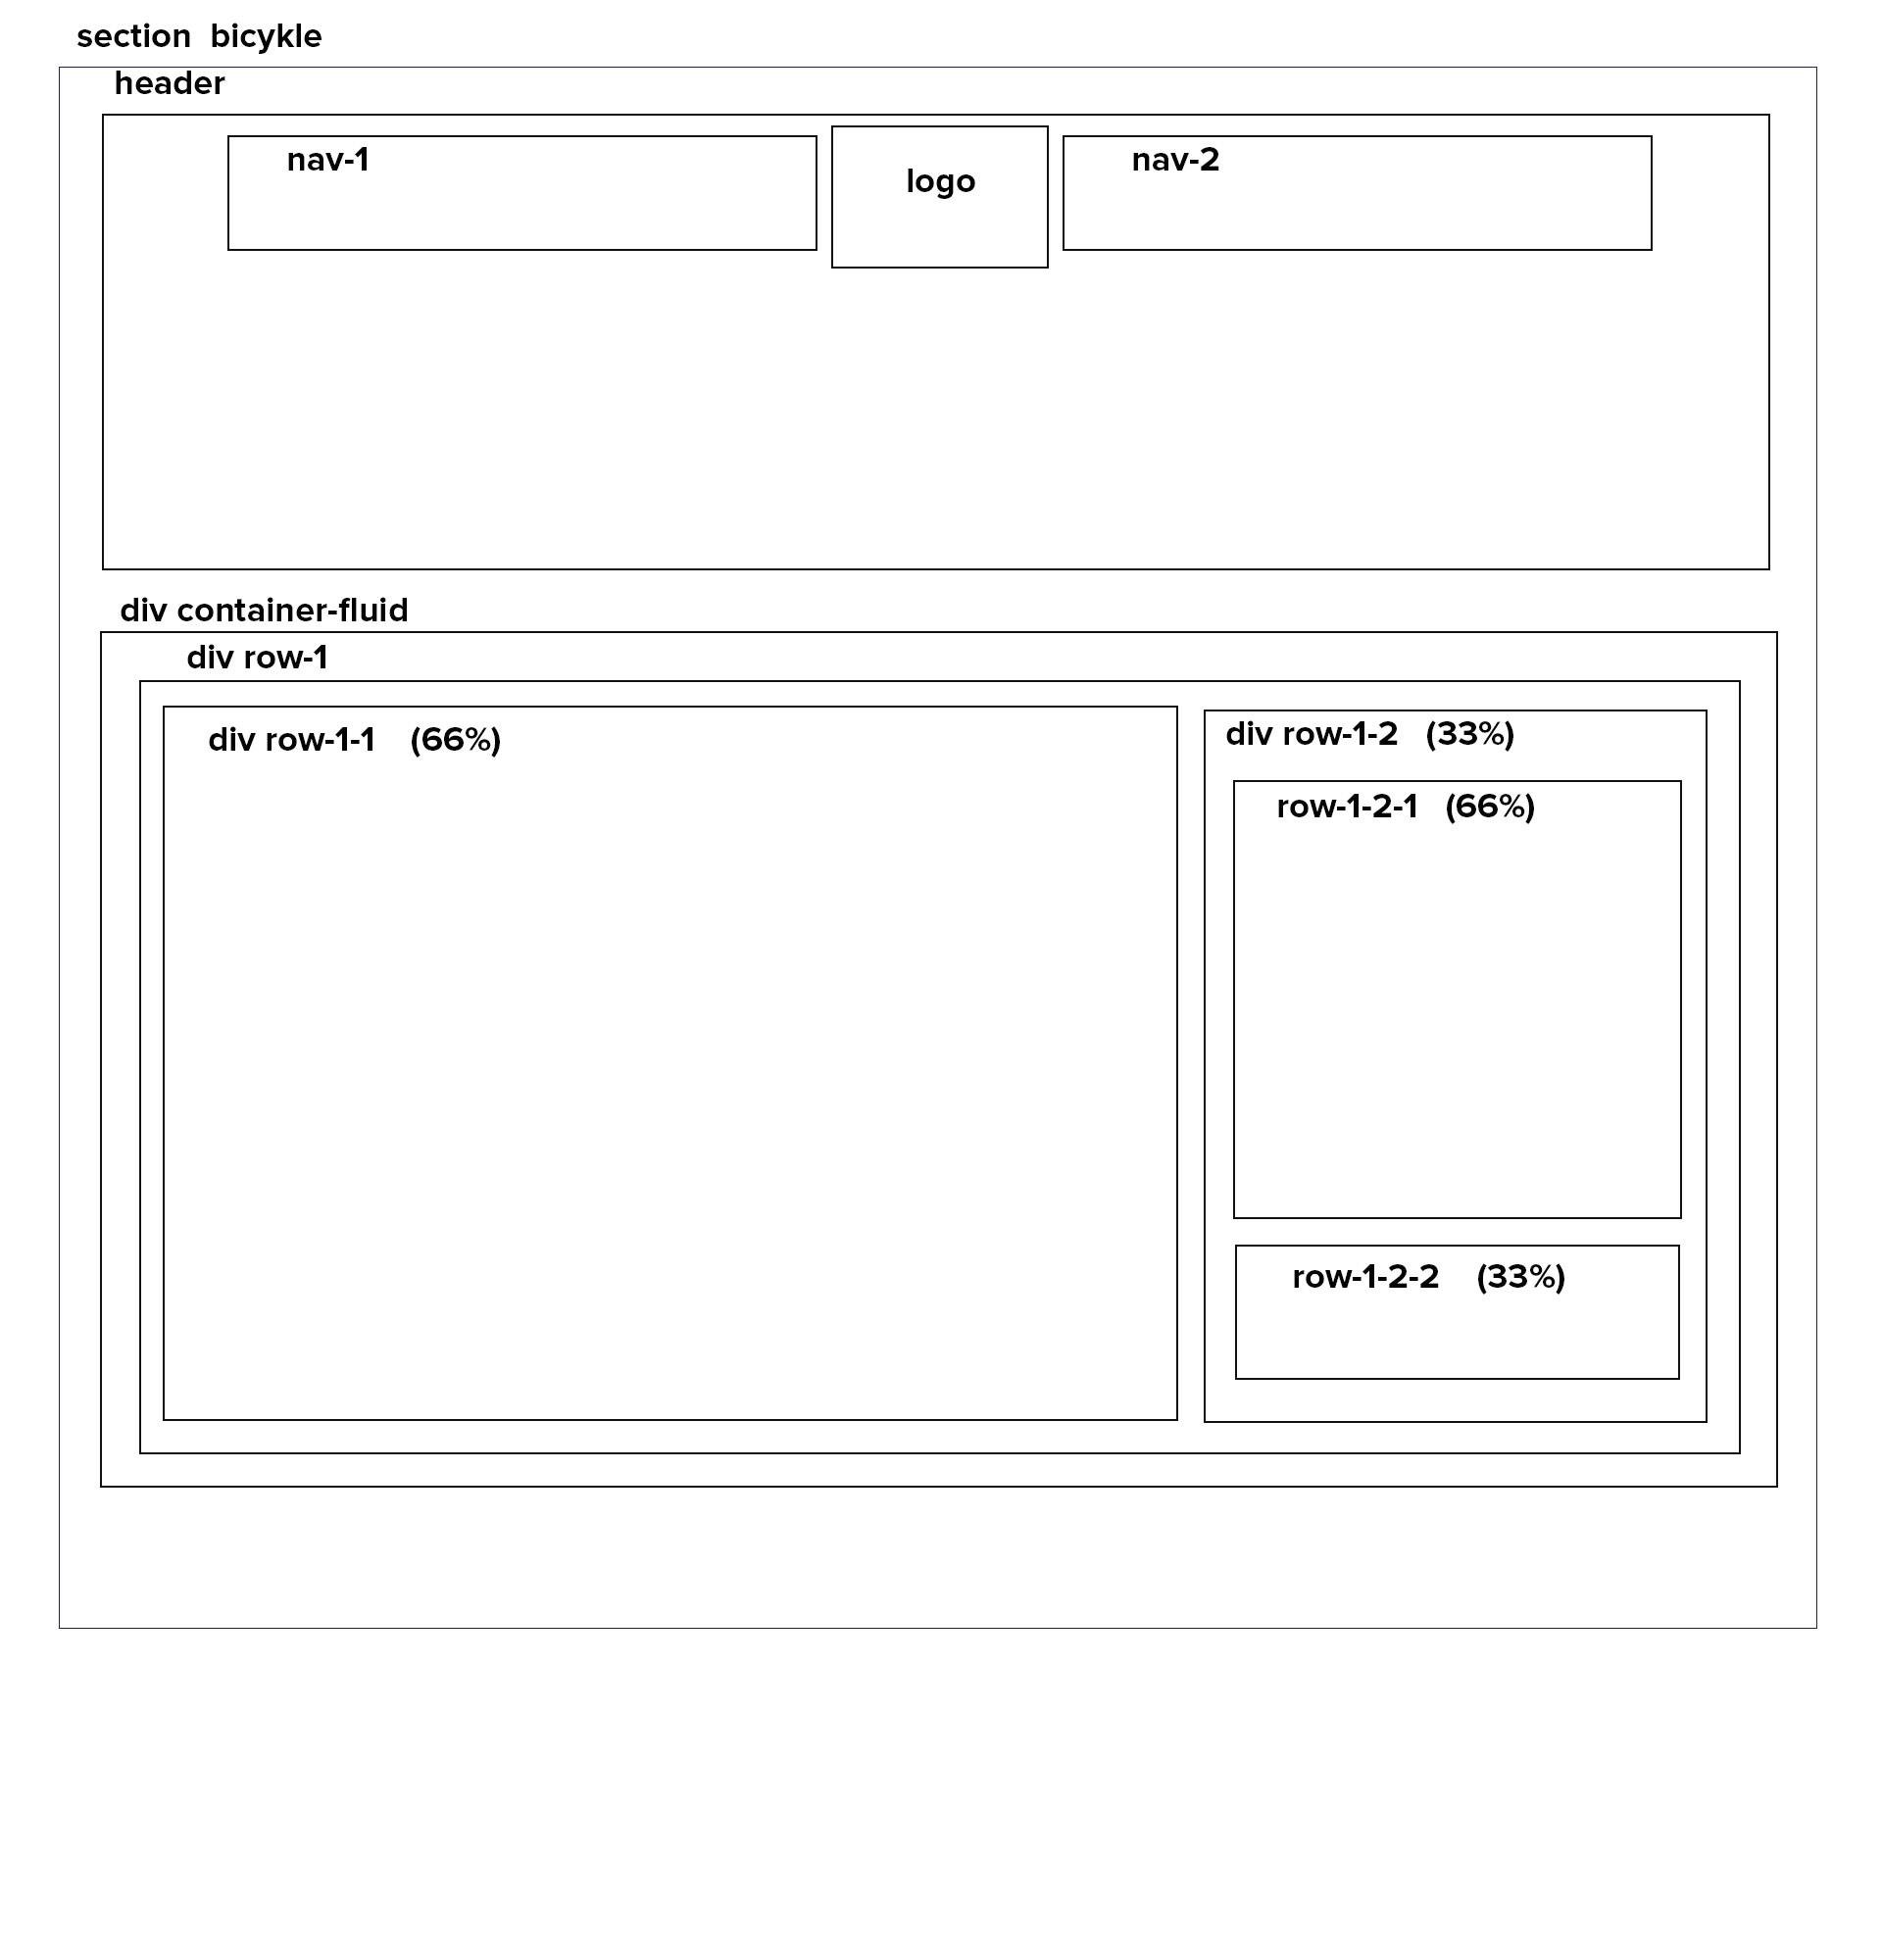 section bicykle
header
nav-1
logo
nav-2
div container-fluid
div row-1
div row-1-1 (66%)
div row-1-2 (33%)
row-1-2-1 (66%)
row-1-2-2 (33%)